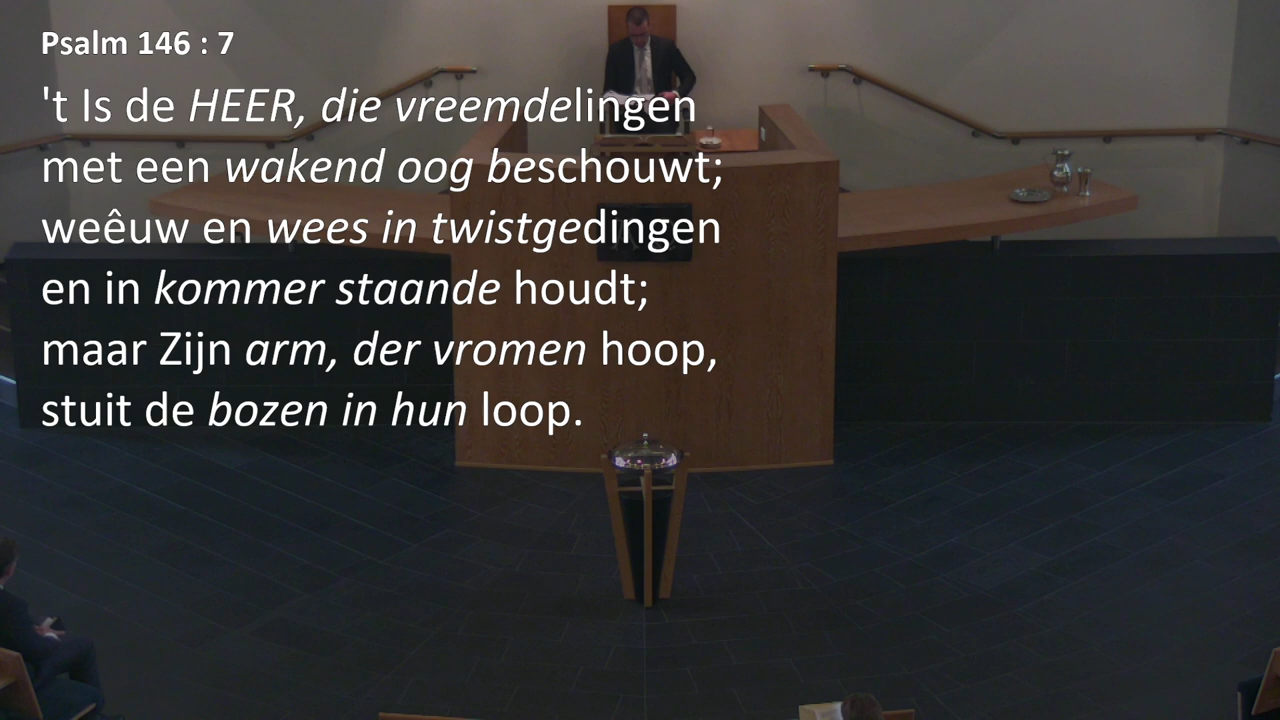 Psalm 146 : 7
't Is de HEER, die vreemdelingen
met een wakend oog beschouwt;
weêuw en wees in twistgedingen
en in kommer staande houdt;
maar Zijn arm, der vromen hoop,
stuit de bozen in hun loop.